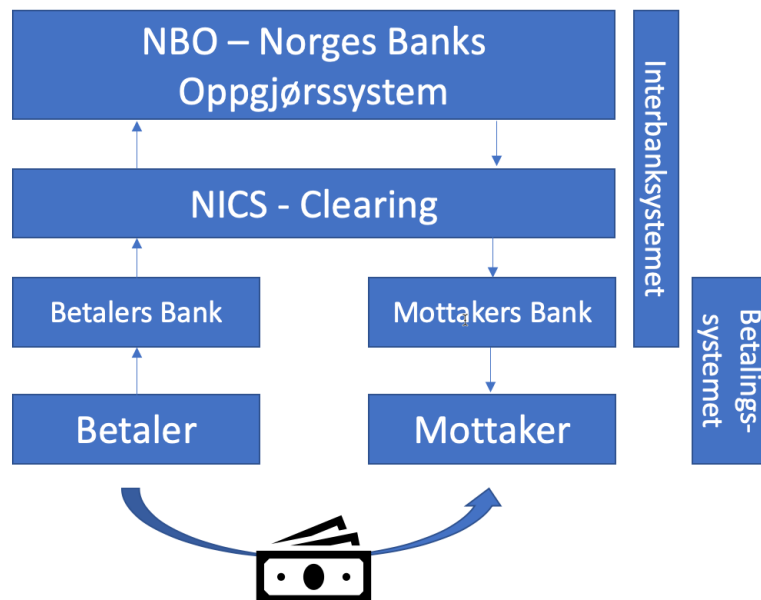 NBO – Norges Banks
Oppgjørssystem
NICS - Clearing
Betalers Bank
Mottakers Bank
Betaler
Mottaker
Interbanksystemet
Betalings-
systemet